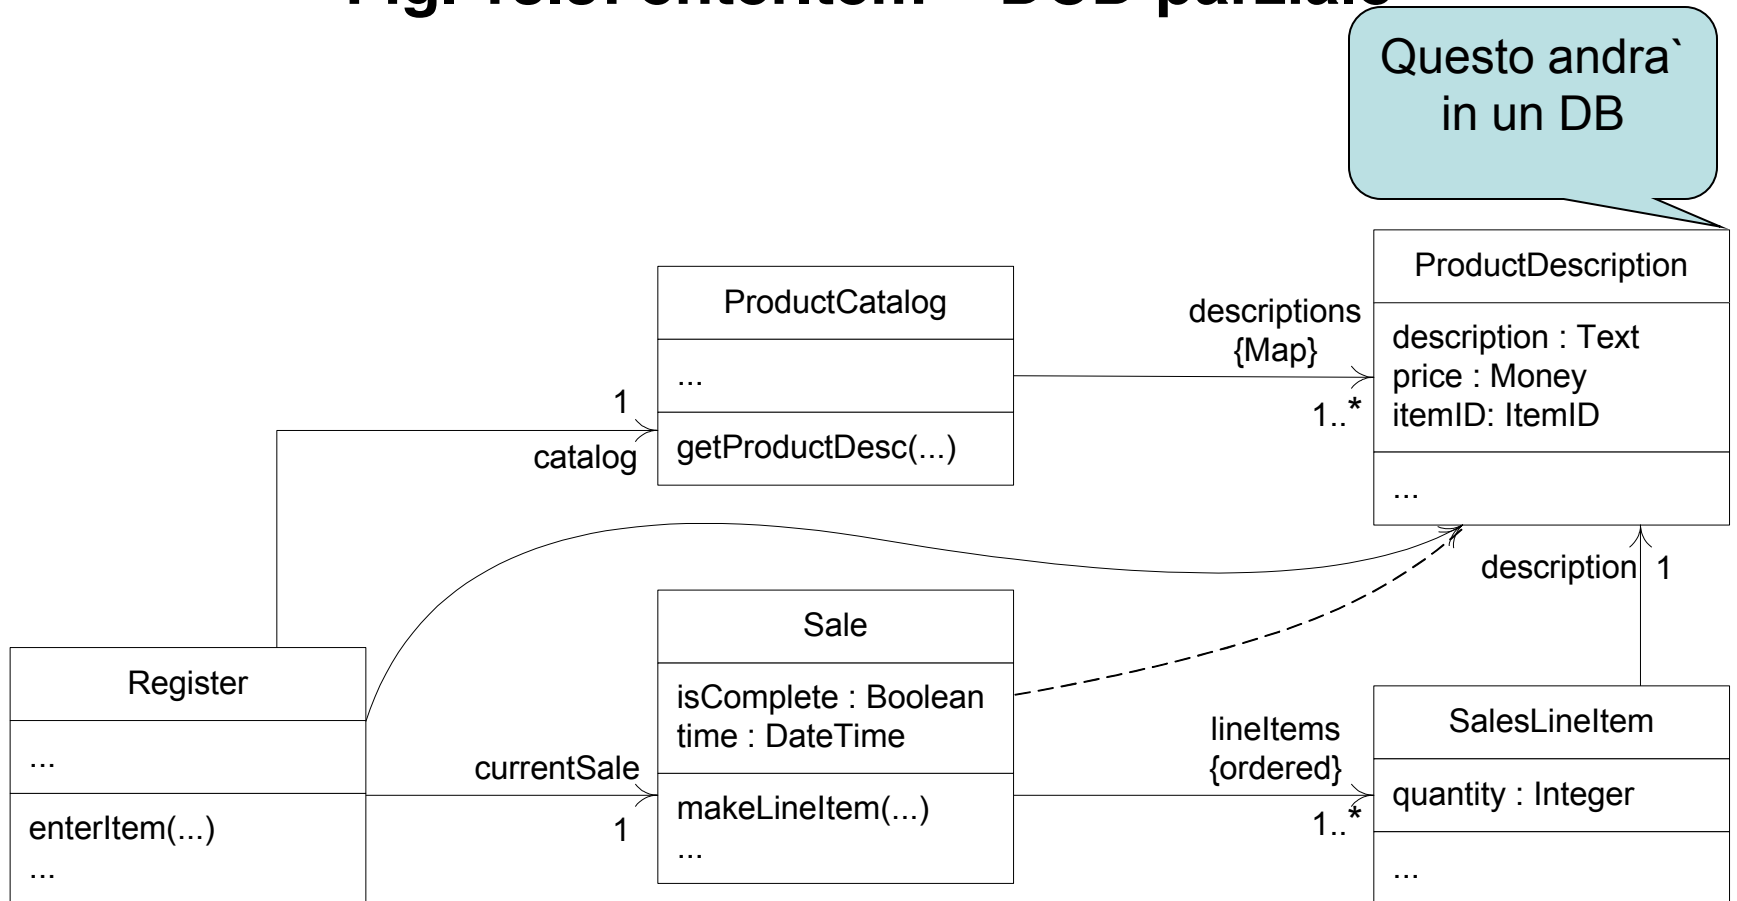 Questo andra`
in un DB
ProductDescription
description : Text
price : Money
itemID: ItemID
...
ProductCatalog
...
getProductDesc(...)
descriptions
{Map}
1..*
1
catalog
description 1
Sale
isComplete : Boolean
time : DateTime
makeLineItem(...)
...
Register
...
enterItem(...)
...
currentSale
1
lineItems
{ordered}
1..*
SalesLineItem
quantity : Integer
...